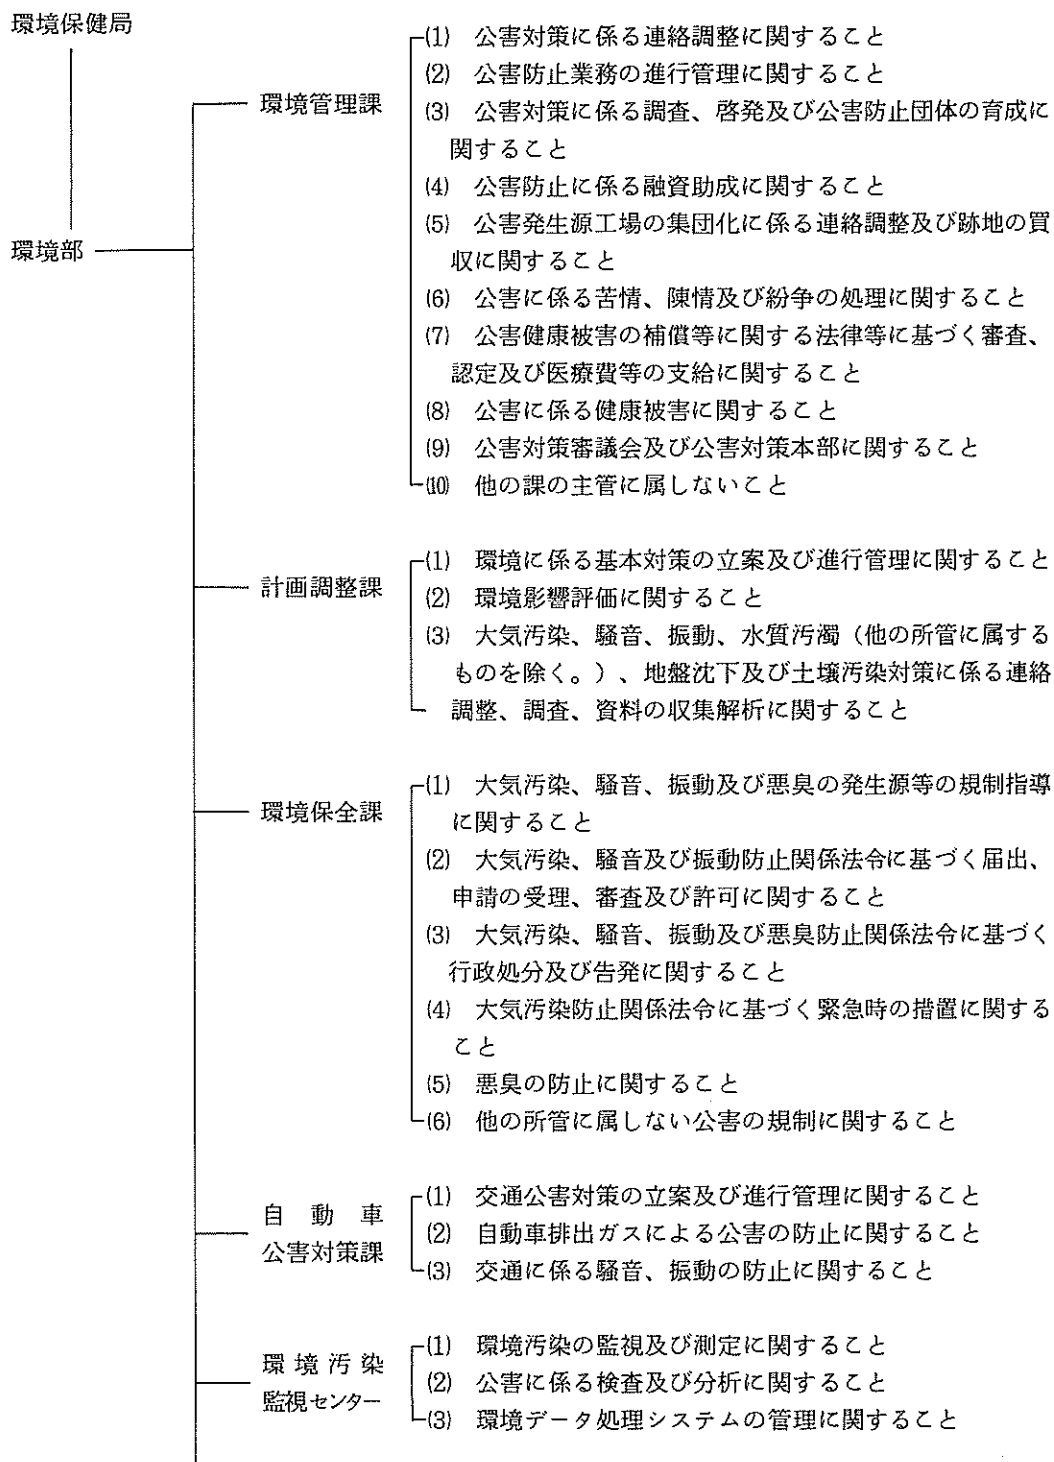 環境保健局
環境部
環境管理課
(1) 公害対策に係る連絡調整に関すること
(2) 公害防止業務の進行管理に関すること
(3) 公害対策に係る調査、啓発及び公害防止団体の育成に
関すること
(4) 公害防止に係る融資助成に関すること
(5) 公害発生源工場の集団化に係る連絡調整及び跡地の買
収に関すること
(6) 公害に係る苦情、陳情及び紛争の処理に関すること
(7) 公害健康被害の補償等に関する法律等に基づく審査、
認定及び医療費等の支給に関すること
(8) 公害に係る健康被害に関すること
(9) 公害対策審議会及び公害対策本部に関すること
(10) 他の課の主管に属しないこと
計画調整課
(1) 環境に係る基本対策の立案及び進行管理に関すること
(2) 環境影響評価に関すること
(3) 大気汚染、騒音、振動、水質汚濁（他の所管に属する
ものを除く。）、地盤沈下及び土壌汚染対策に係る連絡
調整、調査、資料の収集解析に関すること
環境保全課
(1) 大気汚染、騒音、振動及び悪臭の発生源等の規制指導
に関すること
(2) 大気汚染、騒音及び振動防止関係法令に基づく届出、
申請の受理、審査及び許可に関すること
(3) 大気汚染、騒音、振動及び悪臭防止関係法令に基づく
行政処分及び告発に関すること
(4) 大気汚染防止関係法令に基づく緊急時の措置に関する
こと
(5) 悪臭の防止に関すること
(6) 他の所管に属しない公害の規制に関すること
自動車
公害対策課
(1) 交通公害対策の立案及び進行管理に関すること
(2) 自動車排出ガスによる公害の防止に関すること
(3) 交通に係る騒音、振動の防止に関すること
環境汚染
監視センター
(1) 環境汚染の監視及び測定に関すること
(2) 公害に係る検査及び分析に関すること
(3) 環境データ処理システムの管理に関すること